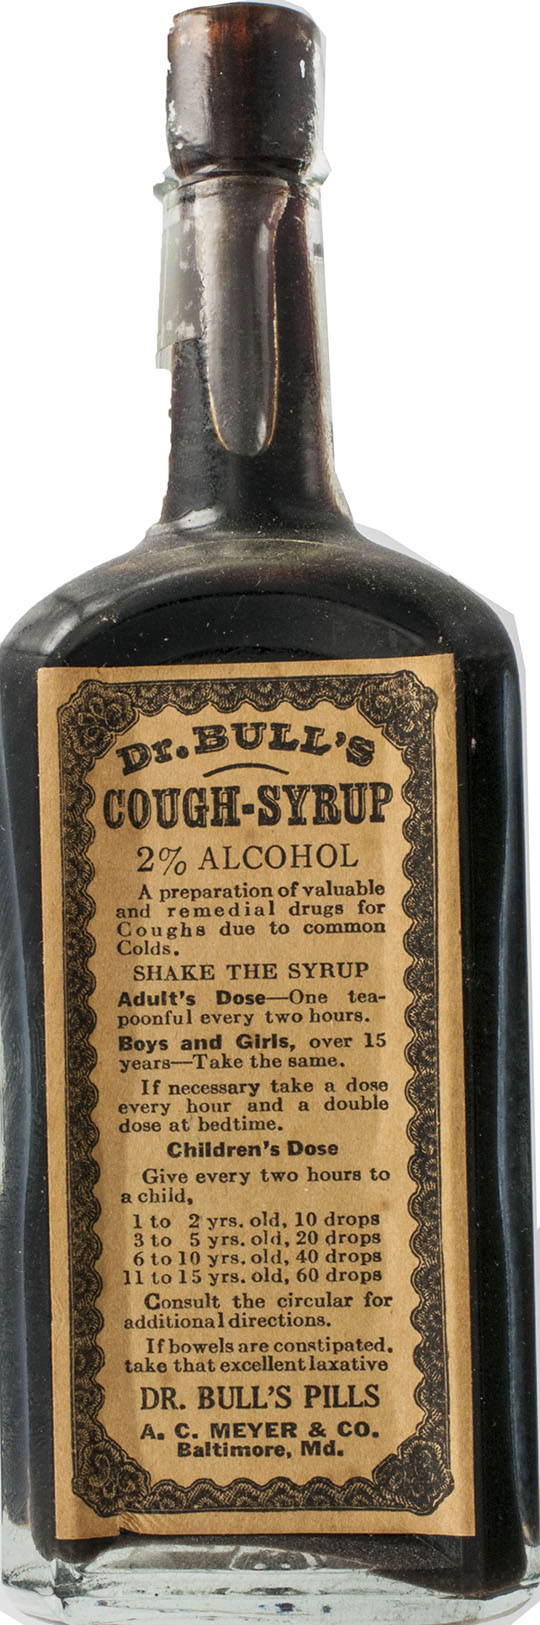 Dr. BULL'S
COUGH-SYRUP
2% ALCOHOL
A preparation of valuable
and remedial drugs for
Coughs due to common
Colds.
SHAKE THE SYRUP
Adult's Dose—One tea-
poonful every two hours.
Boys and Girls, over 15
years—Take the same.
If necessary take a dose
every hour and a double
dose at bedtime.
Children's Dose
Give every two hours to
a child,
1 to 2 yrs. old, 10 drops
3 to 5 yrs. old, 20 drops
6 to 10 yrs. old, 40 drops
11 to 15 yrs. old, 60 drops
Consult the circular for
additional directions.
If bowels are constipated,
take that excellent laxative
DR. BULL'S PILLS
A. C. MEYER & CO.
Baltimore, Md.